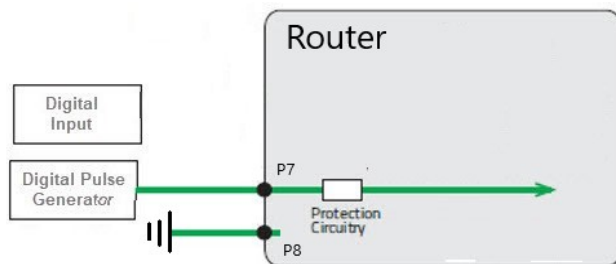 Router
Digital
Input
Digital Pulse
Generator
P7
Protection
Circuitry
P8